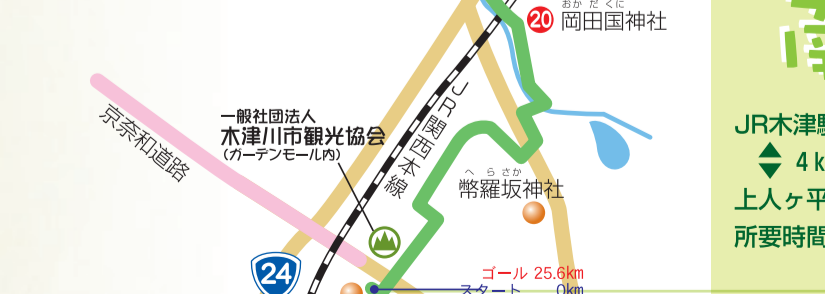 おかだくに
20 岡田国神社
JR関西本線
京奈和道路
一般社団法人
木津川市観光協会
(ガーデンモール内)
へらさか
幣羅坂神社
24
ゴール 25.6km
スタート 0km
JR木津駅
4k
上人ヶ平
所要時間